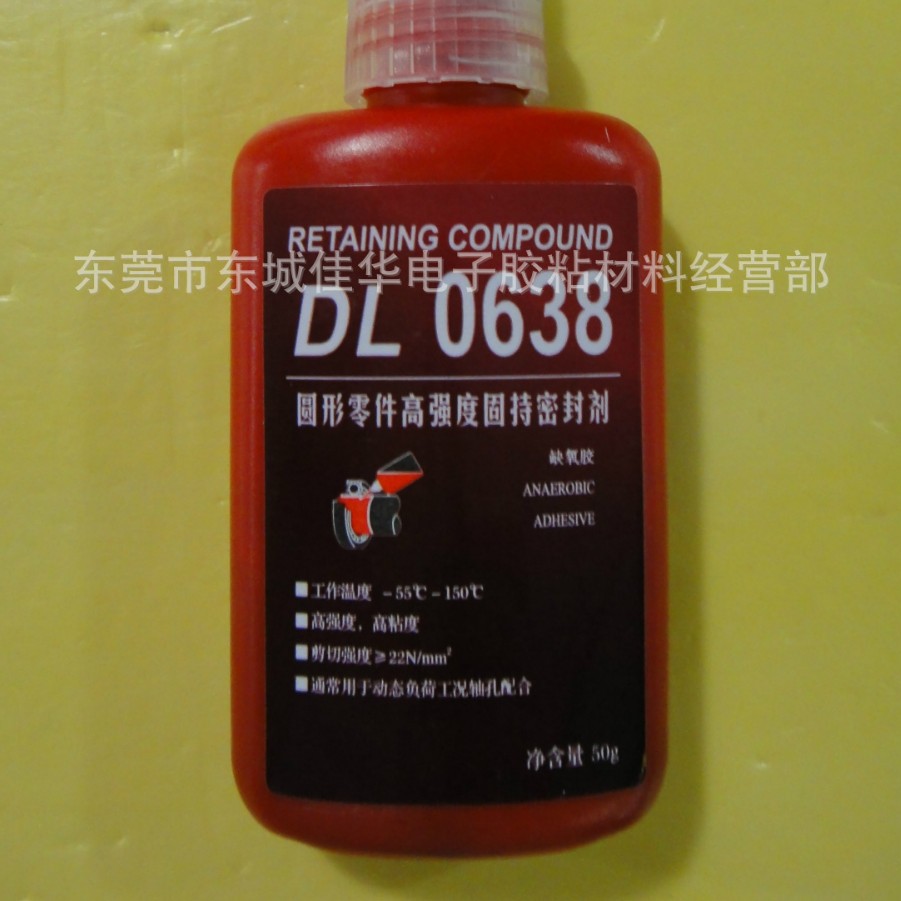 RETAINING COMPOUND
东莞市东城佳华电子胶粘材料经营部
DL 0638
圆形零件高强度固持密封剂
缺氧胶
ANAEROBIC
ADHESIVE
■工作温度 -55℃-150℃
■高强度，高粘度
■剪切强度≥22N/mm²
■通常用于动态负荷工况轴孔配合
净含量 50g